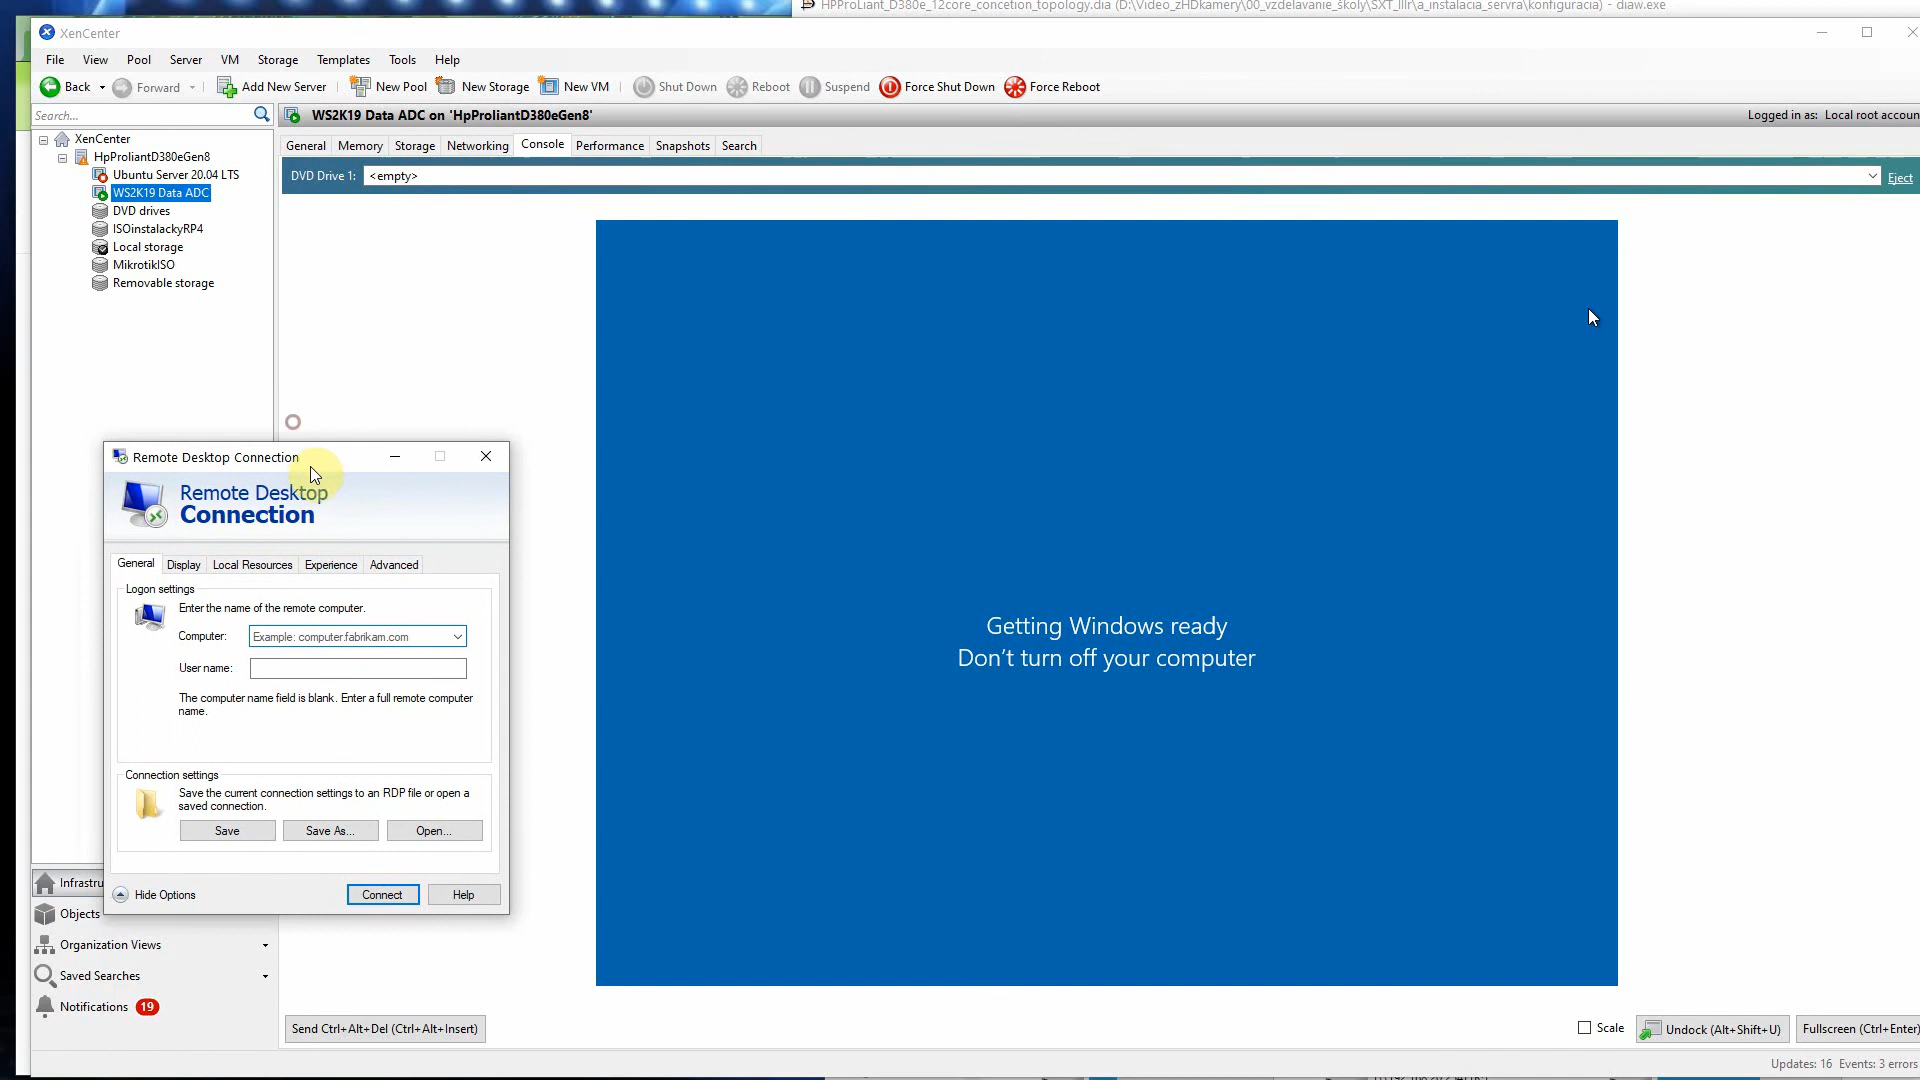 HPProLiant_D380e_12core_concetion_topology.dia (D:\Video_zHDkamery\00_vzdelavanie_školy\SXT_IIIr\a_instalacia_servra\konfiguracia) - diaw.exe
XenCenter
File View Pool Server VM Storage Templates Tools Help
Back Forward Add New Server New Pool New Storage New VM Shut Down Reboot Suspend Force Shut Down Force Reboot
Search...
WS2K19 Data ADC on 'HpProliantD380eGen8'
Logged in as: Local root accoun
XenCenter
HpProliantD380eGen8
Ubuntu Server 20.04 LTS
WS2K19 Data ADC
DVD drives
ISOinstalackyRP4
Local storage
MikrotikISO
Removable storage
General Memory Storage Networking Console Performance Snapshots Search
DVD Drive 1: <empty> Eject
Getting Windows ready
Don't turn off your computer
Remote Desktop Connection
Remote Desktop
Connection
General Display Local Resources Experience Advanced
Logon settings
Enter the name of the remote computer.
Computer: Example: computer.fabrikam.com
User name:
The computer name field is blank. Enter a full remote computer
name.
Connection settings
Save the current connection settings to an RDP file or open a
saved connection.
Save Save As... Open...
Hide Options Connect Help
Infrastru
Objects
Organization Views
Saved Searches
Notifications 19
Send Ctrl+Alt+Del (Ctrl+Alt+Insert)
Scale Undock (Alt+Shift+U) Fullscreen (Ctrl+Enter)
Updates: 16 Events: 3 errors